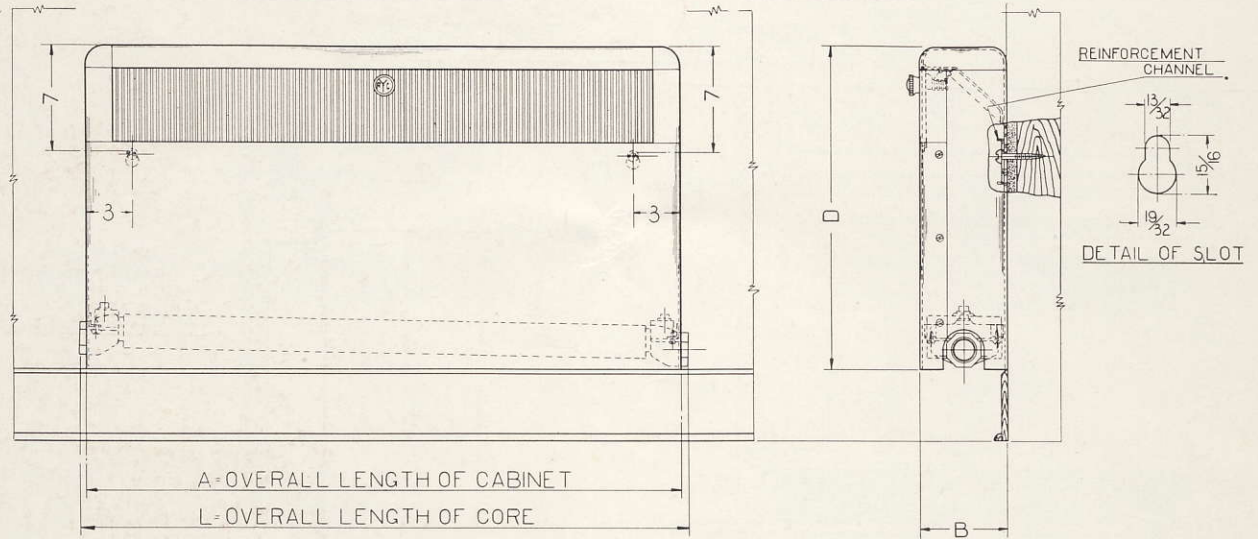 7
7
3
3
A=OVERALL LENGTH OF CABINET
L=OVERALL LENGTH OF CORE
D
B
REINFORCEMENT
CHANNEL
13/32
15/16
19/32
DETAIL OF SLOT